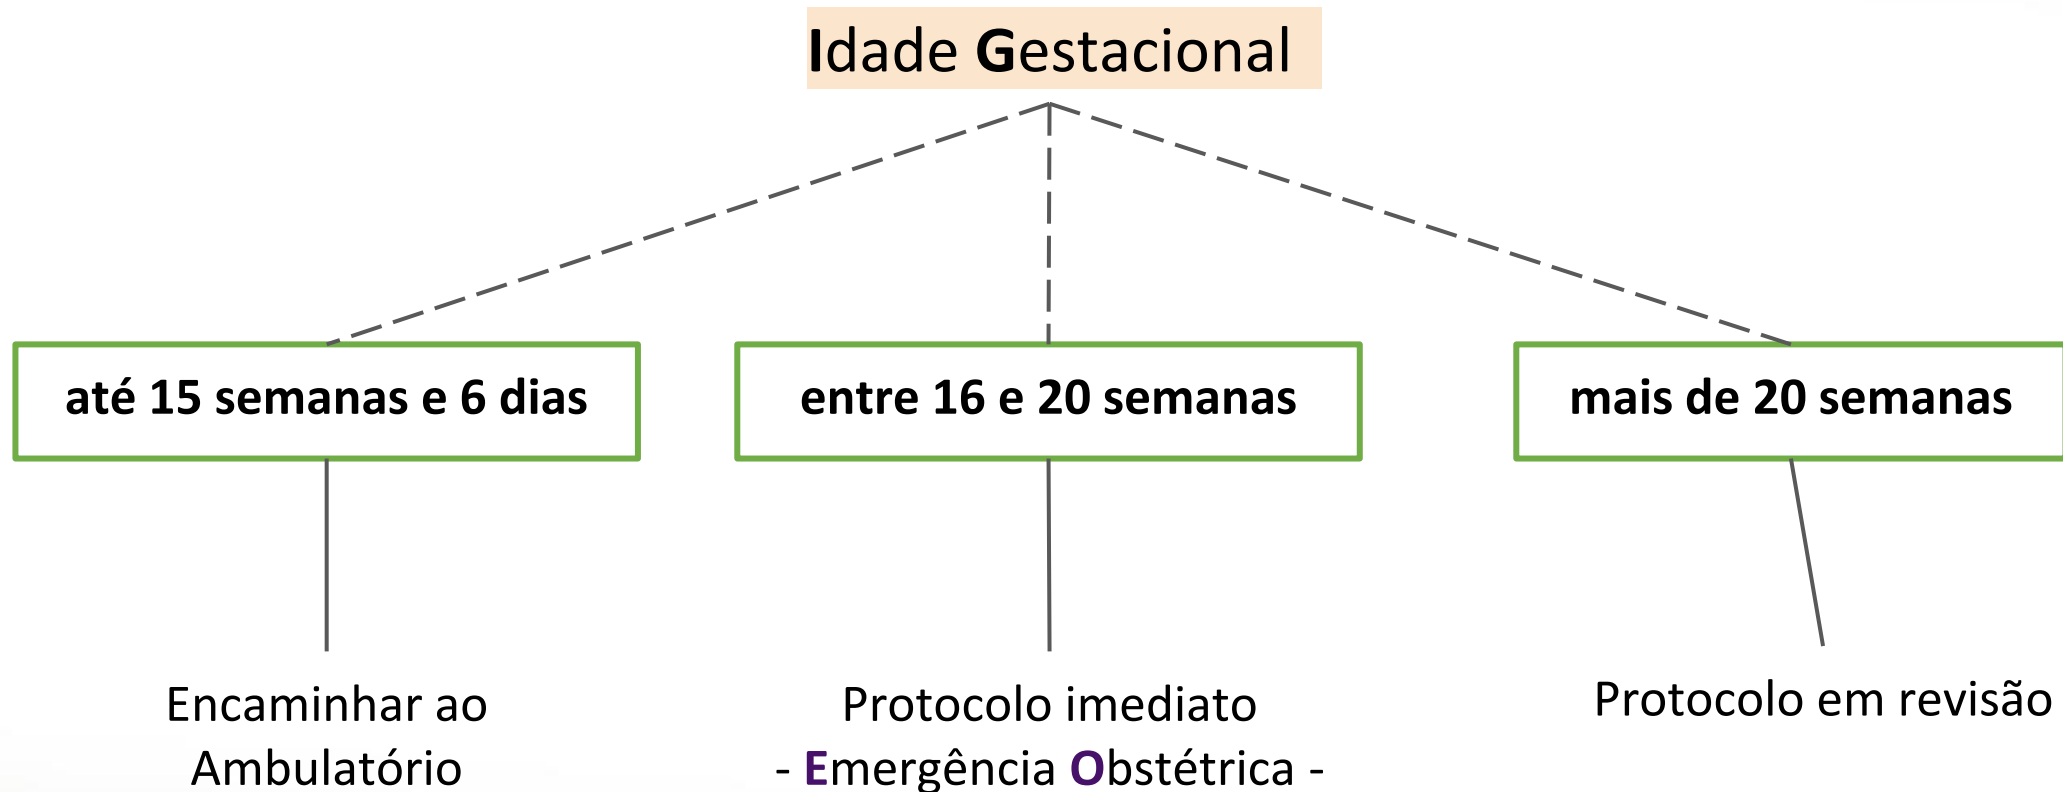 Idade Gestacional
até 15 semanas e 6 dias
entre 16 e 20 semanas
mais de 20 semanas
Encaminhar ao
Ambulatório
Protocolo imediato
- Emergência Obstétrica -
Protocolo em revisão